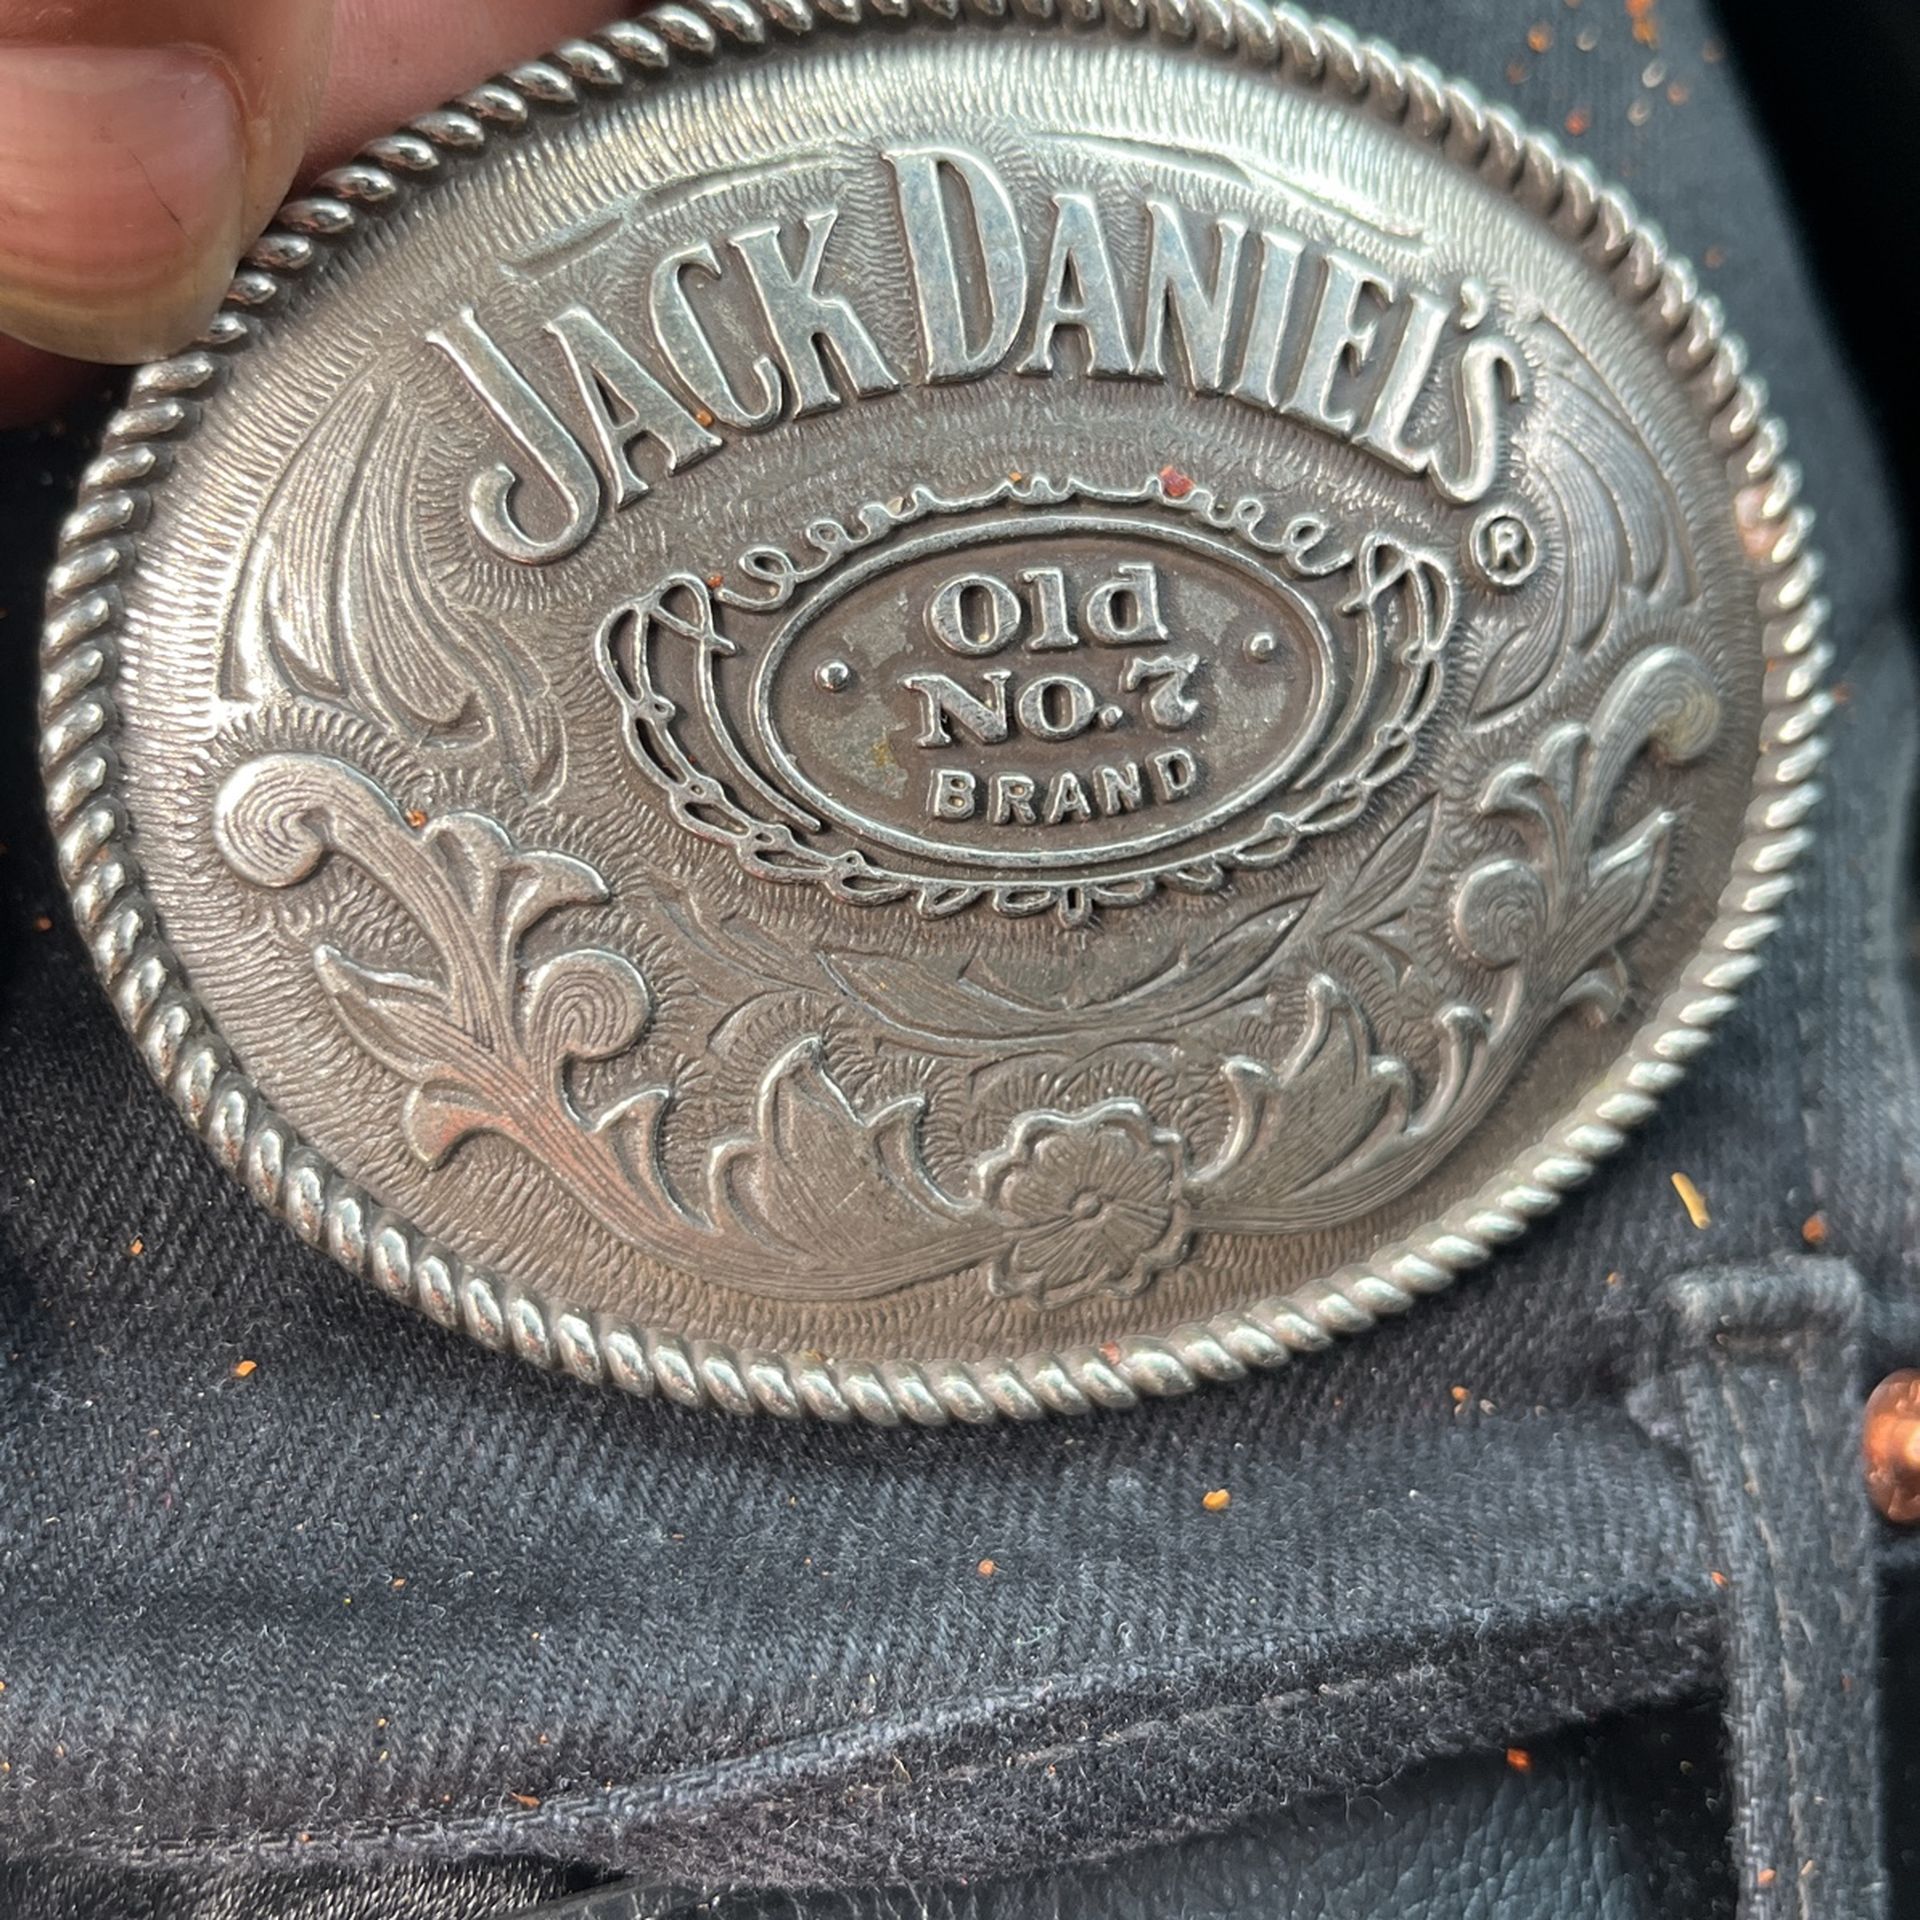 JACK DANIEL'S ®
Old
No.7
BRAND